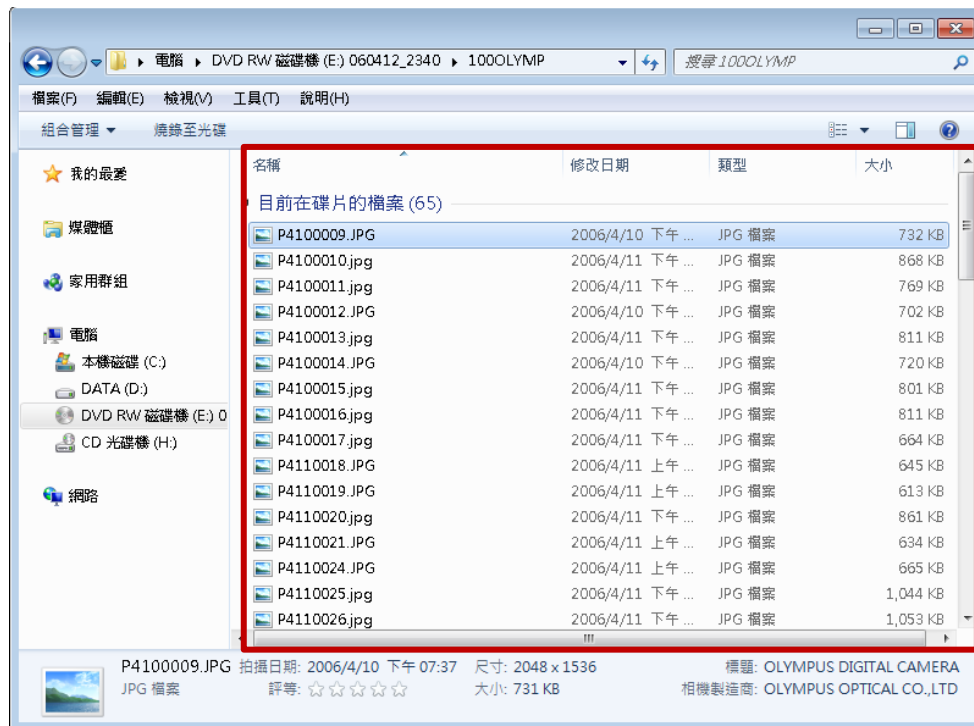 電腦 ▸ DVD RW 磁碟機 (E:) 060412_2340 ▸ 100OLYMP 搜尋 100OLYMP
檔案(F) 編輯(E) 檢視(V) 工具(T) 說明(H)
組合管理 燒錄至光碟
我的最愛
媒體櫃
家用群組
電腦
本機磁碟 (C:)
DATA (D:)
DVD RW 磁碟機 (E:) 0
CD 光碟機 (H:)
網路
名稱 修改日期 類型 大小
目前在碟片的檔案 (65)
P4100009.JPG 2006/4/10 下午 ... JPG 檔案 732 KB
P4100010.jpg 2006/4/11 下午 ... JPG 檔案 868 KB
P4100011.jpg 2006/4/11 下午 ... JPG 檔案 769 KB
P4100012.JPG 2006/4/10 下午 ... JPG 檔案 702 KB
P4100013.jpg 2006/4/11 下午 ... JPG 檔案 811 KB
P4100014.JPG 2006/4/10 下午 ... JPG 檔案 720 KB
P4100015.jpg 2006/4/11 下午 ... JPG 檔案 801 KB
P4100016.jpg 2006/4/11 下午 ... JPG 檔案 811 KB
P4100017.jpg 2006/4/11 下午 ... JPG 檔案 664 KB
P4110018.JPG 2006/4/11 上午 ... JPG 檔案 645 KB
P4110019.JPG 2006/4/11 上午 ... JPG 檔案 613 KB
P4110020.jpg 2006/4/11 下午 ... JPG 檔案 861 KB
P4110021.JPG 2006/4/11 上午 ... JPG 檔案 634 KB
P4110024.JPG 2006/4/11 上午 ... JPG 檔案 665 KB
P4110025.jpg 2006/4/11 下午 ... JPG 檔案 1,044 KB
P4110026.jpg 2006/4/11 下午 ... JPG 檔案 1,053 KB
P4100009.JPG 拍攝日期: 2006/4/10 下午 07:37 尺寸: 2048 x 1536 標題: OLYMPUS DIGITAL CAMERA
JPG 檔案 評等: ☆☆☆☆☆ 大小: 731 KB 相機製造商: OLYMPUS OPTICAL CO.,LTD